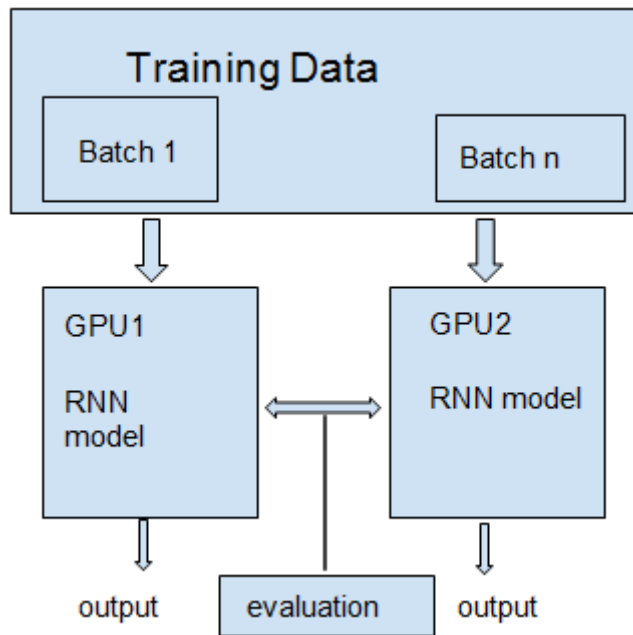 Training Data
Batch 1
Batch n
GPU1
RNN
model
GPU2
RNN model
output
evaluation
output